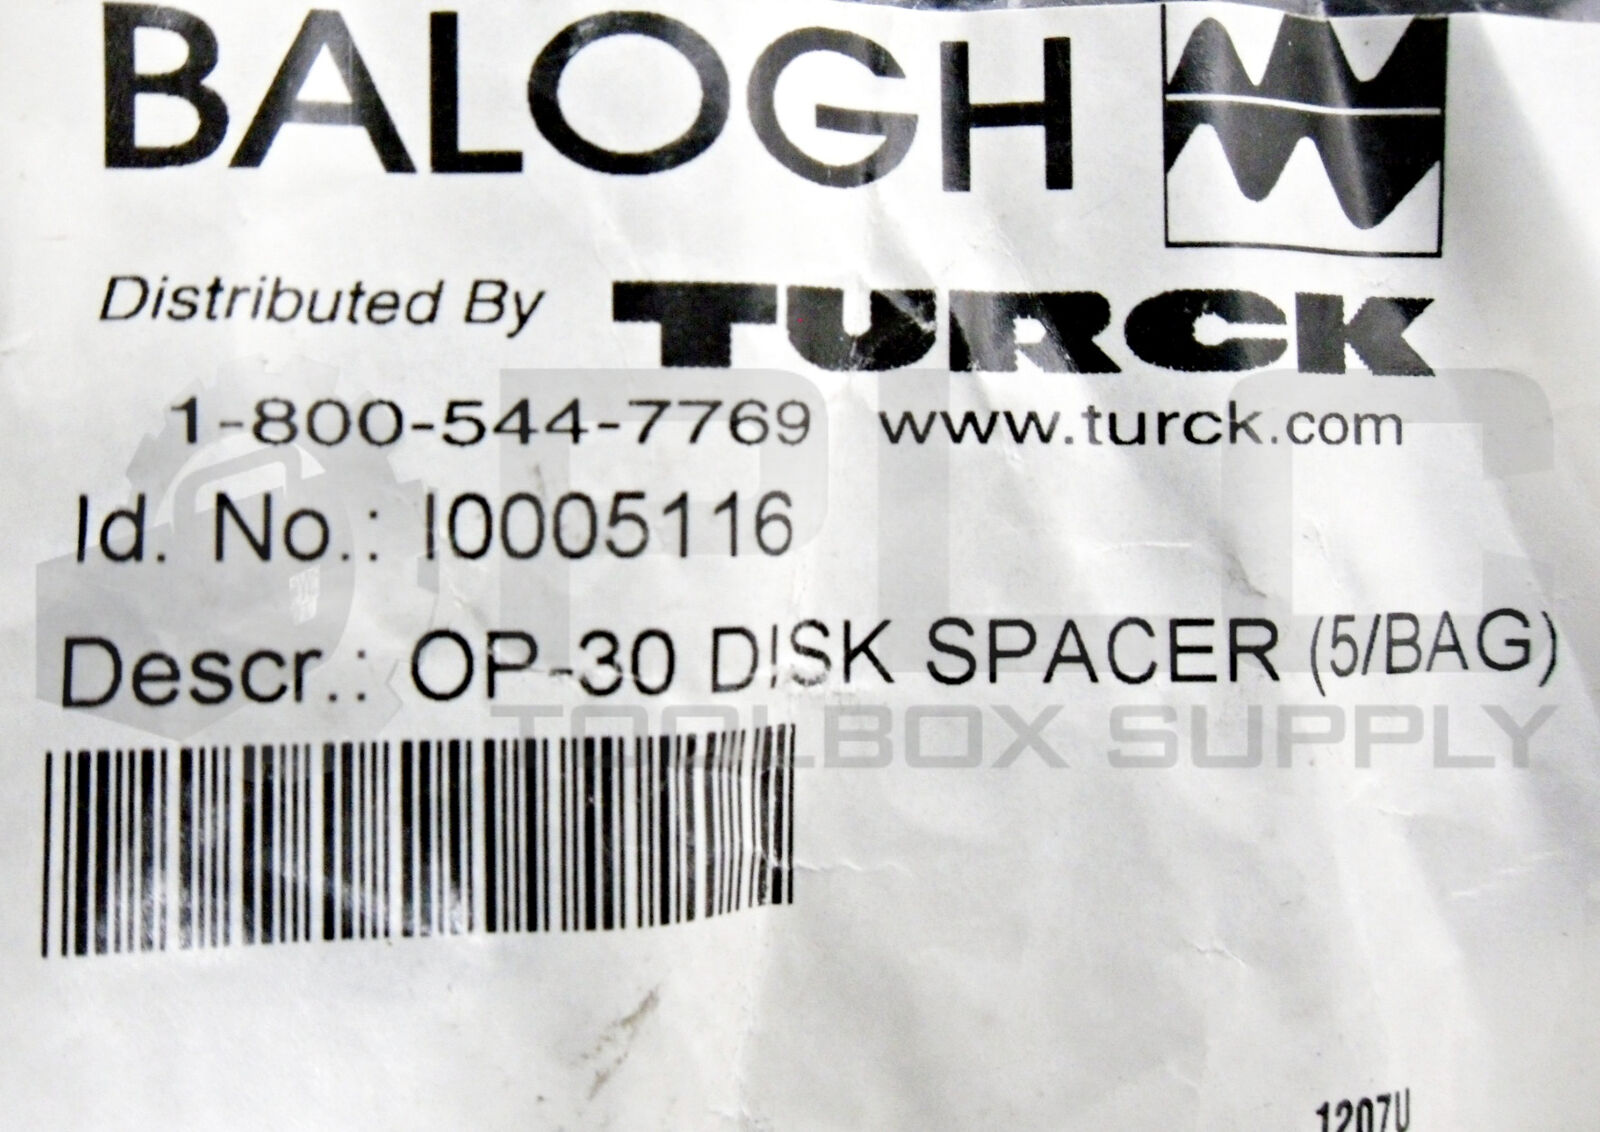 BALOGH
Distributed By TURCK
1-800-544-7769 www.turck.com
Id. No.: I0005116
Descr.: OP-30 DISK SPACER (5/BAG)
PLC
TOOLBOX SUPPLY
1207U